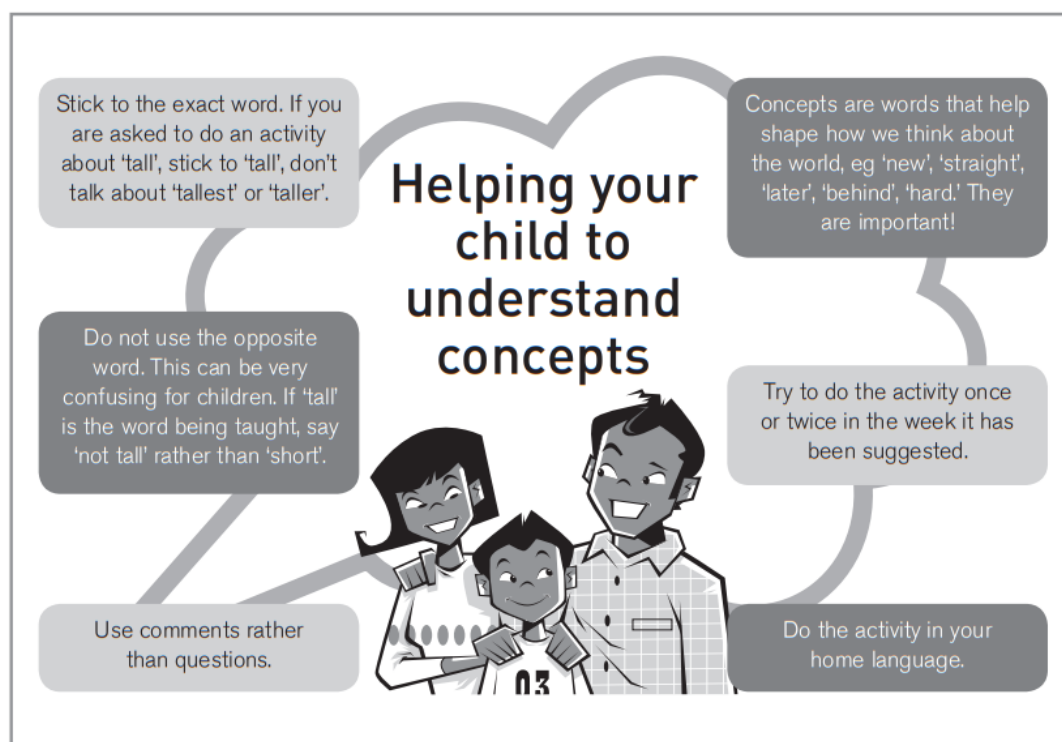 Helping your
child to
understand
concepts
Stick to the exact word. If you
are asked to do an activity
about ‘tall’, stick to ‘tall’, don’t
talk about ‘tallest’ or ‘taller’.
Do not use the opposite
word. This can be very
confusing for children. If ‘tall’
is the word being taught, say
‘not tall’ rather than ‘short’.
Use comments rather
than questions.
Concepts are words that help
shape how we think about
the world, eg ‘new’, ‘straight’,
‘later’, ‘behind’, ‘hard.’ They
are important!
Try to do the activity once
or twice in the week it has
been suggested.
Do the activity in your
home language.
03